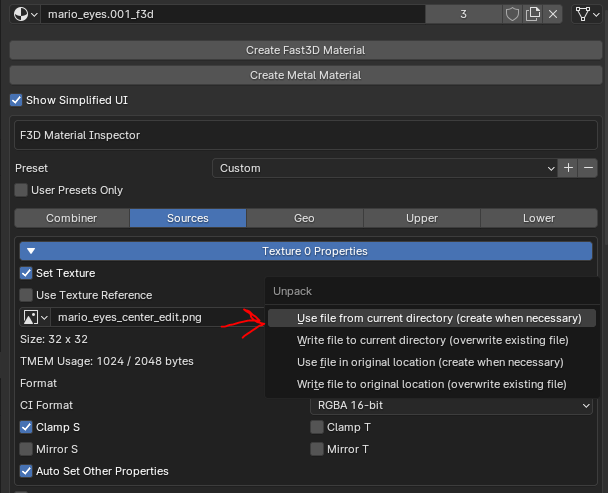 mario_eyes.001_f3d 3
Create Fast3D Material
Create Metal Material
Show Simplified UI
F3D Material Inspector
Preset Custom
User Presets Only
Combiner Sources Geo Upper Lower
Texture 0 Properties
Set Texture
Unpack
Use Texture Reference
mario_eyes_center_edit.png
Use file from current directory (create when necessary)
Write file to current directory (overwrite existing file)
Use file in original location (create when necessary)
Write file to original location (overwrite existing file)
Size: 32 x 32
TMEM Usage: 1024 / 2048 bytes
Format
CI Format RGBA 16-bit
Clamp S Clamp T
Mirror S Mirror T
Auto Set Other Properties